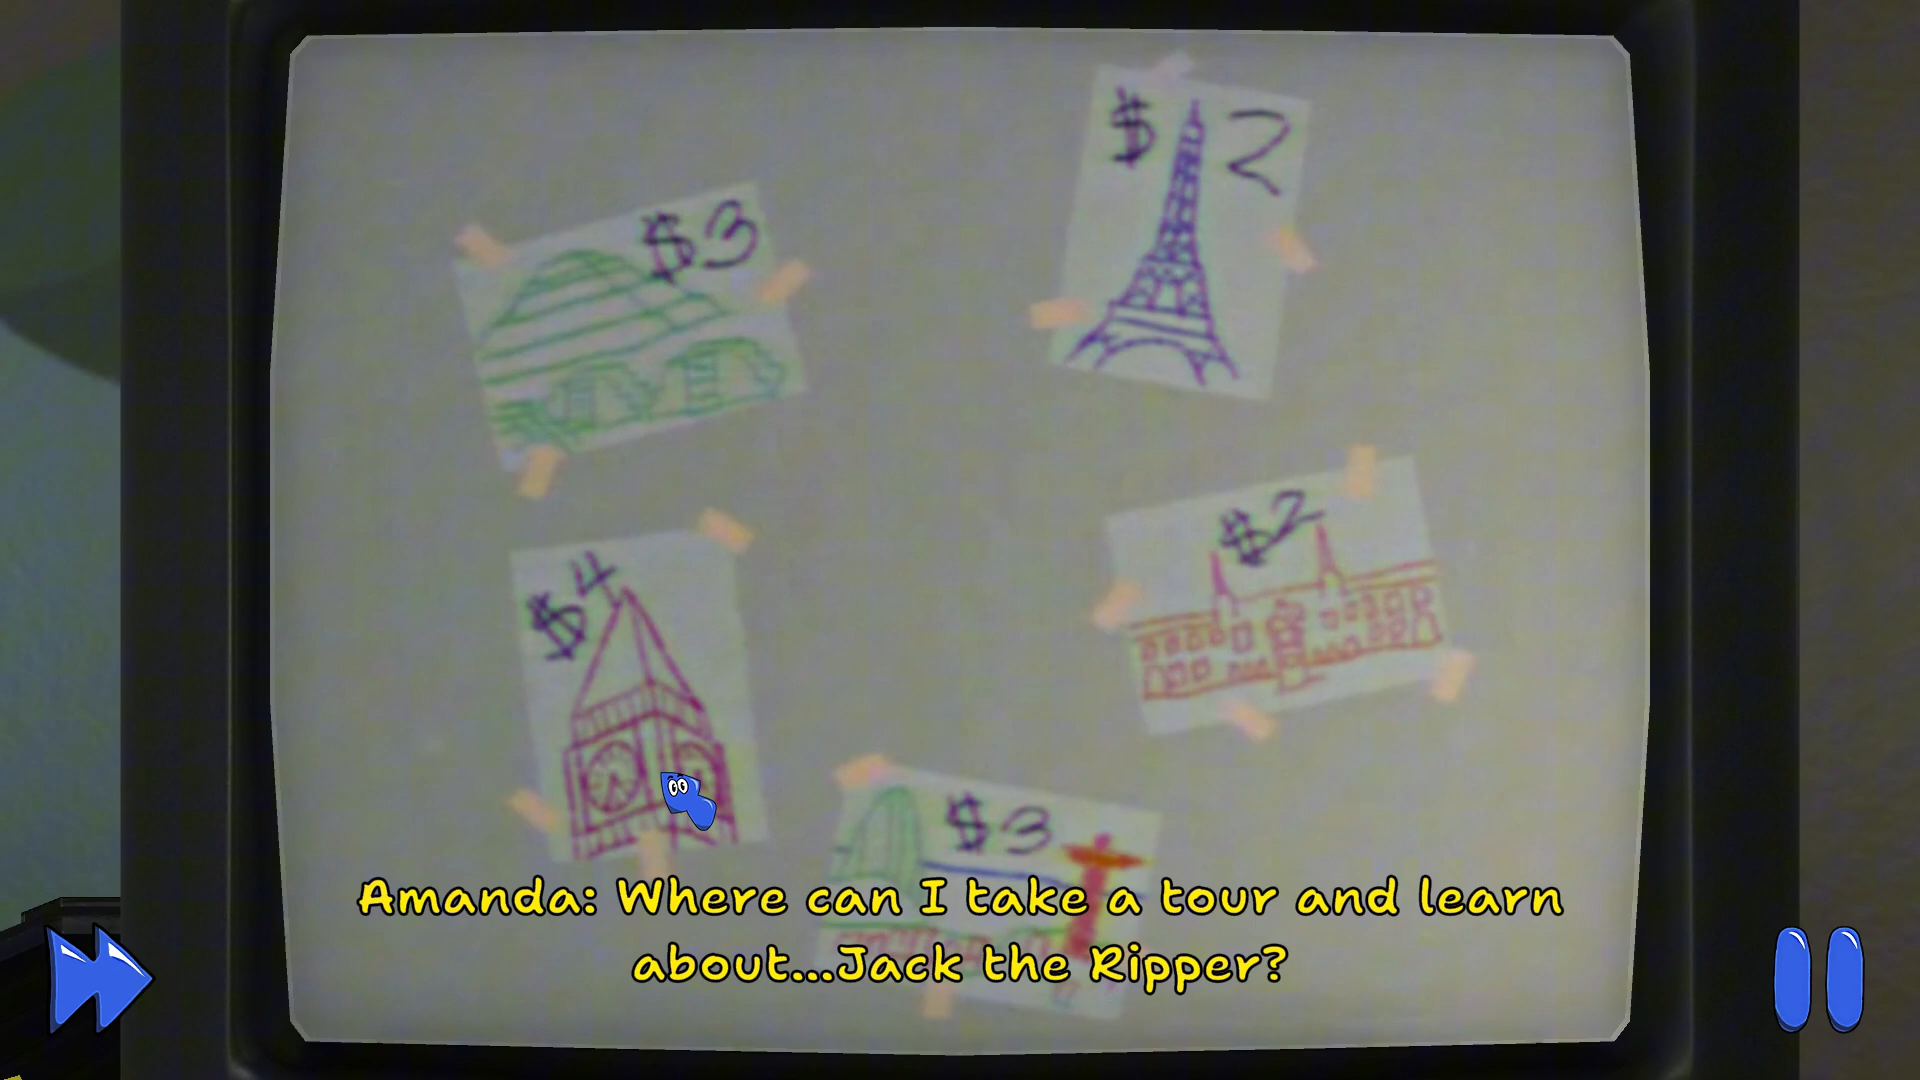 $ 2
$3
$2
$4
$3
Amanda: Where can I take a tour and learn
about...Jack the Ripper?